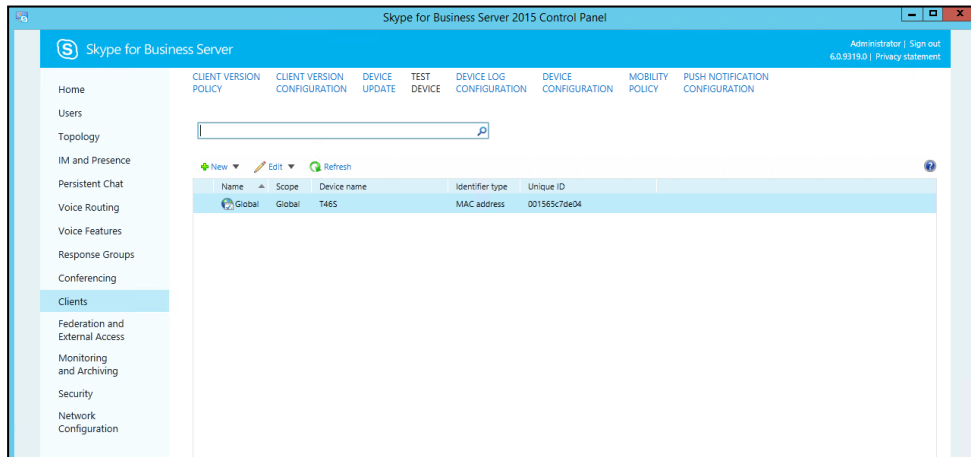 Skype for Business Server 2015 Control Panel
S Skype for Business Server
Administrator | Sign out
6.0.9319.0 | Privacy statement
Home
Users
Topology
IM and Presence
Persistent Chat
Voice Routing
Voice Features
Response Groups
Conferencing
Clients
Federation and
External Access
Monitoring
and Archiving
Security
Network
Configuration
CLIENT VERSION POLICY
CLIENT VERSION CONFIGURATION
DEVICE UPDATE
TEST DEVICE
DEVICE LOG CONFIGURATION
DEVICE CONFIGURATION
MOBILITY POLICY
PUSH NOTIFICATION CONFIGURATION
New Edit Refresh
Name Scope Device name Identifier type Unique ID
Global Global T46S MAC address 001565c7de04